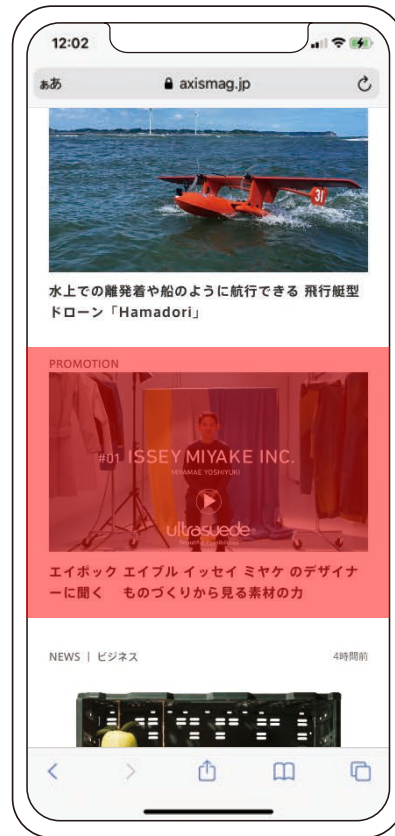 12:02
ぁあ
axismag.jp
31
水上での離発着や船のように航行できる 飛行艇型
ドローン「Hamadori」
PROMOTION
#01 ISSEY MIYAKE INC.
MIYAMAE YOSHIYUKI
ultrasuede®
エイポック エイブル イッセイ ミヤケ のデザイナ
ーに聞く ものづくりから見る素材の力
NEWS | ビジネス
4時間前